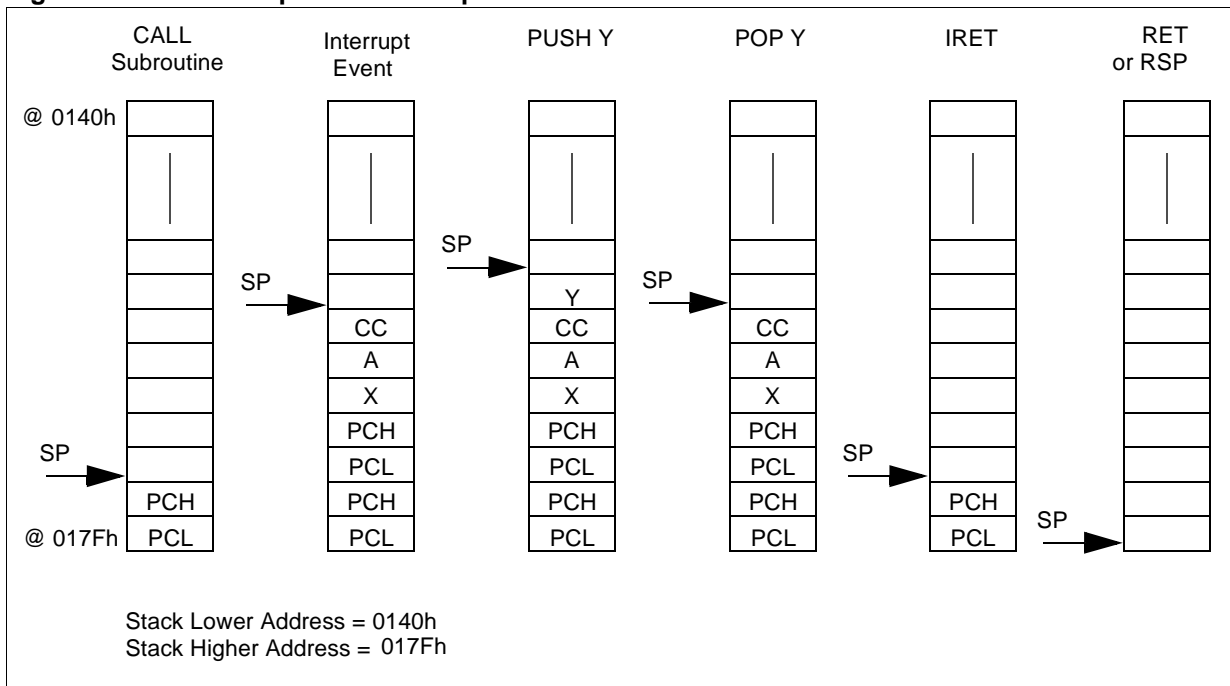 CALL
Subroutine
Interrupt
Event
PUSH Y
POP Y
IRET
RET
or RSP
@ 0140h
SP
SP
SP
Y
CC
CC
CC
A
A
A
X
X
X
PCH
PCH
PCH
SP
SP
PCL
PCL
PCL
PCH
PCH
PCH
PCH
PCH
SP
@ 017Fh
PCL
PCL
PCL
PCL
PCL
Stack Lower Address = 0140h
Stack Higher Address = 017Fh